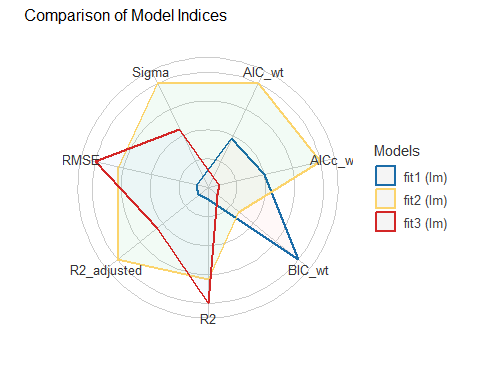 Comparison of Model Indices
Sigma
AIC_wt
RMSE
AICc_w
Models
fit1 (lm)
fit2 (lm)
fit3 (lm)
R2_adjusted
BIC_wt
R2